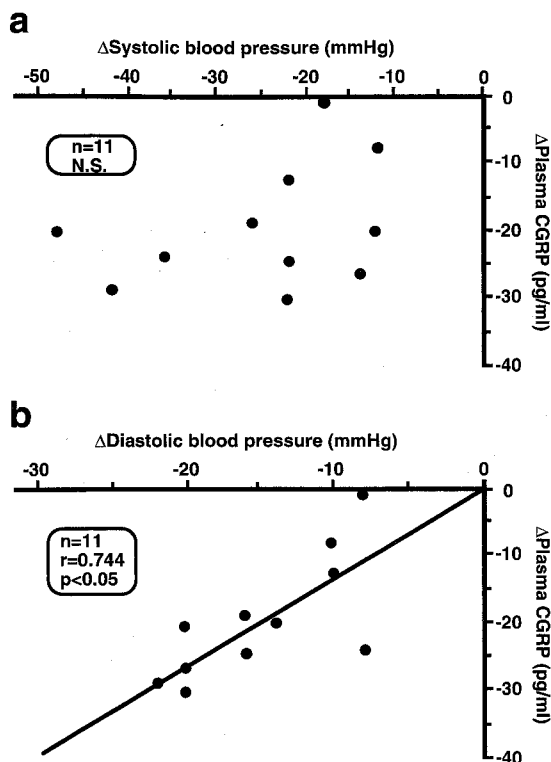 a
ΔSystolic blood pressure (mmHg)
-50 -40 -30 -20 -10 0
0
-10
-20
-30
-40
ΔPlasma CGRP (pg/ml)
n=11
N.S.
b
ΔDiastolic blood pressure (mmHg)
-30 -20 -10 0
0
-10
-20
-30
-40
ΔPlasma CGRP (pg/ml)
n=11
r=0.744
p<0.05